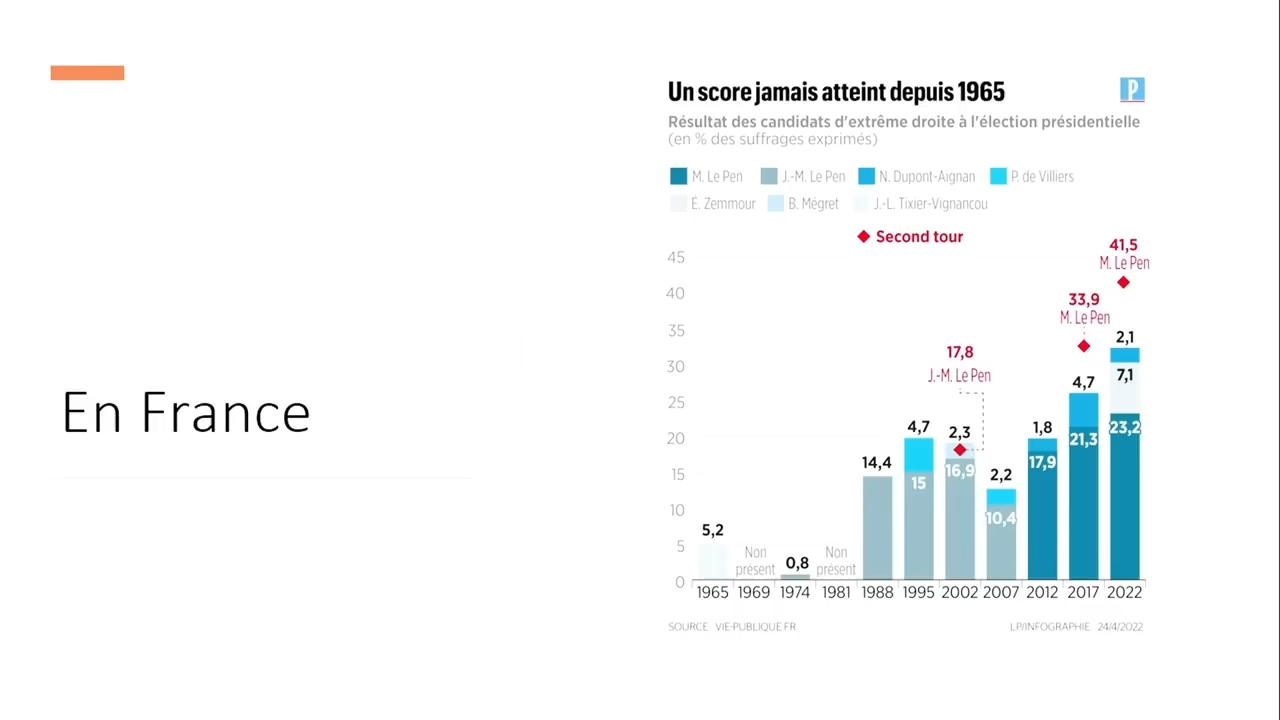 En France
Un score jamais atteint depuis 1965
P
Résultat des candidats d'extrême droite à l'élection présidentielle
(en % des suffrages exprimés)
M. Le Pen J.-M. Le Pen N. Dupont-Aignan P. de Villiers
É. Zemmour B. Mégret J.-L. Tixier-Vignancou
Second tour
41,5
M. Le Pen
33,9
M. Le Pen
17,8
J.-M. Le Pen
45
40
35
30
25
20
15
10
5
0
5,2
Non
présent
0,8
Non
présent
14,4
4,7
15
2,3
16,9
2,2
10,4
1,8
17,9
4,7
21,3
2,1
7,1
23,2
1965 1969 1974 1981 1988 1995 2002 2007 2012 2017 2022
SOURCE VIE-PUBLIQUE.FR LP/INFOGRAPHIE 24/4/2022